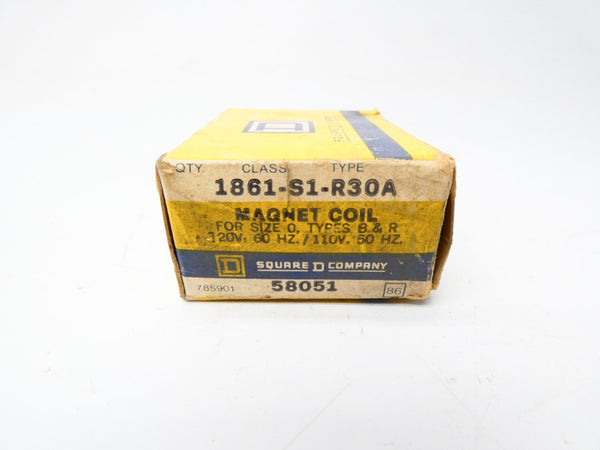 QTY. CLASS TYPE
1861-S1-R30A
MAGNET COIL
FOR SIZE 0, TYPES B & R
120V. 60 HZ. / 110V. 50 HZ.
D SQUARE D COMPANY
785901 58051 86